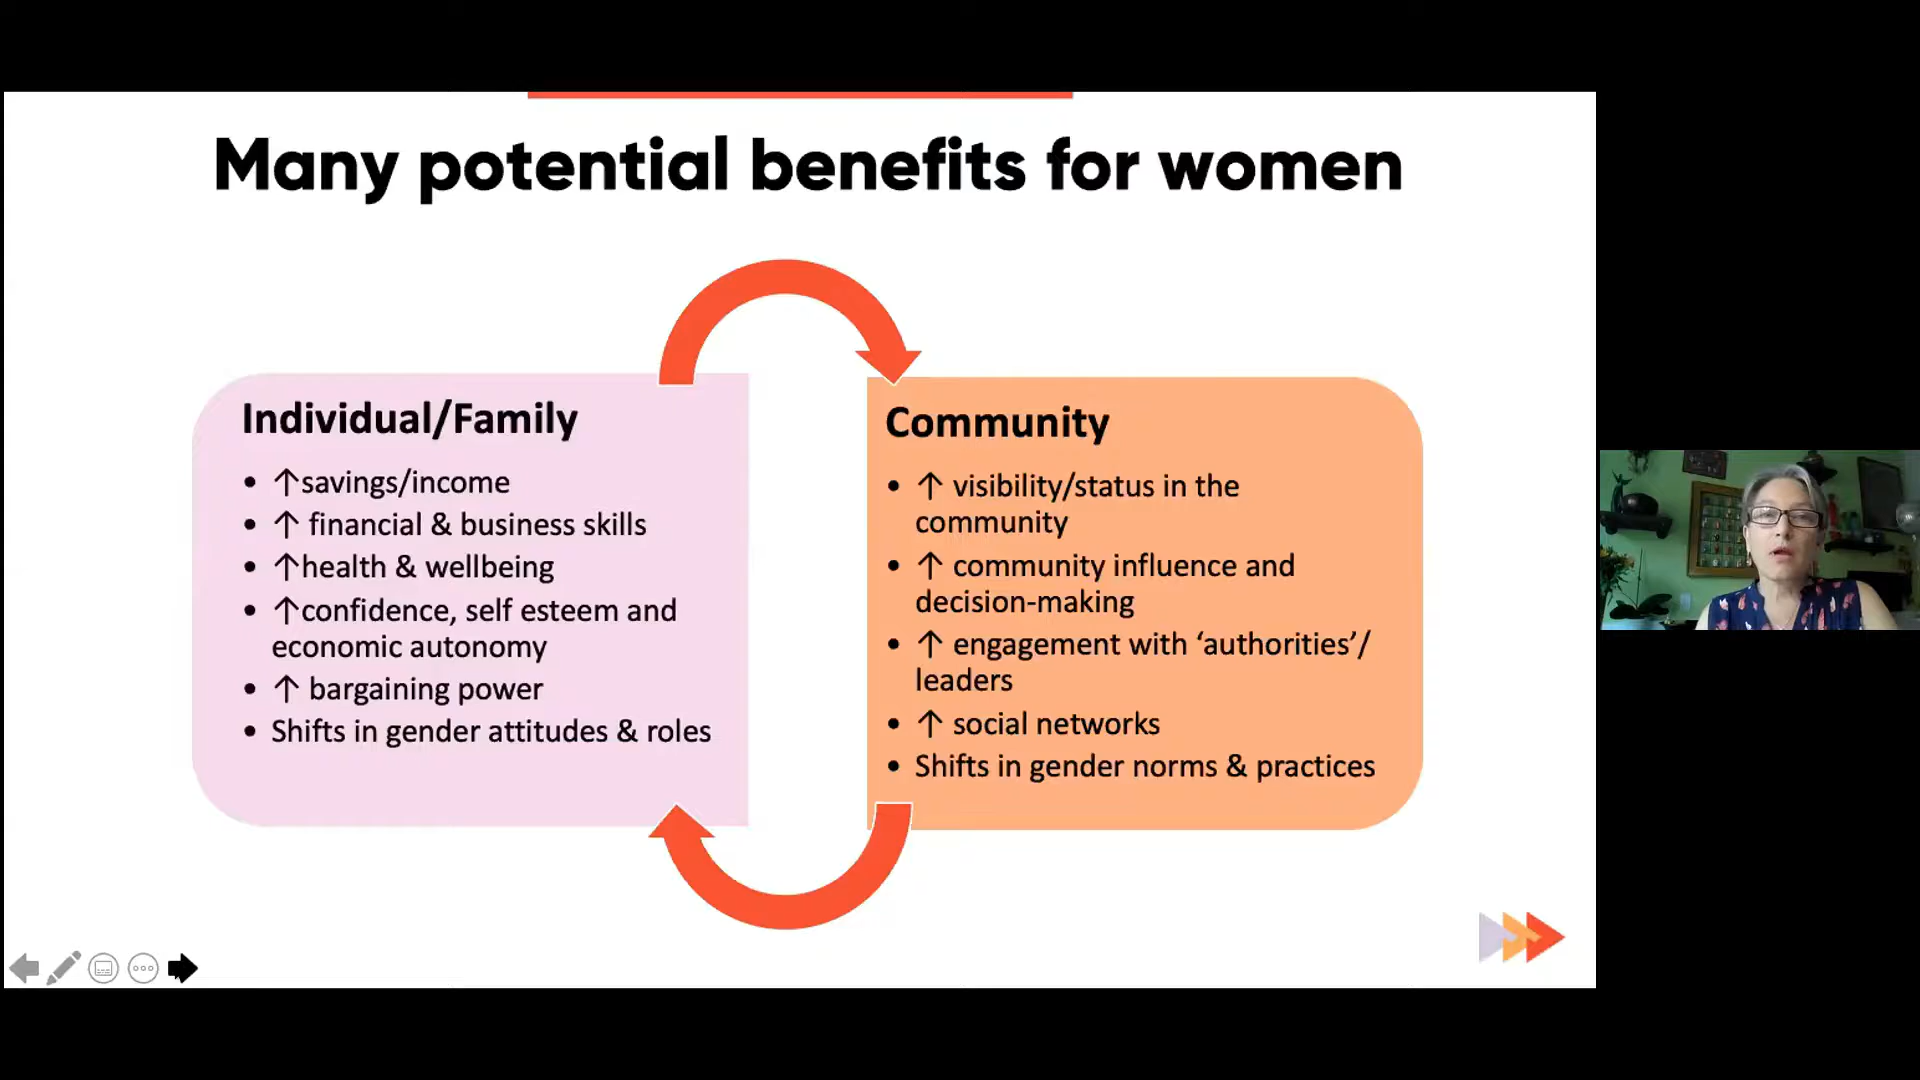 Many potential benefits for women
Individual/Family
• ↑savings/income
• ↑ financial & business skills
• ↑health & wellbeing
• ↑confidence, self esteem and
economic autonomy
• ↑ bargaining power
• Shifts in gender attitudes & roles
Community
• ↑ visibility/status in the
community
• ↑ community influence and
decision-making
• ↑ engagement with ‘authorities’/
leaders
• ↑ social networks
• Shifts in gender norms & practices